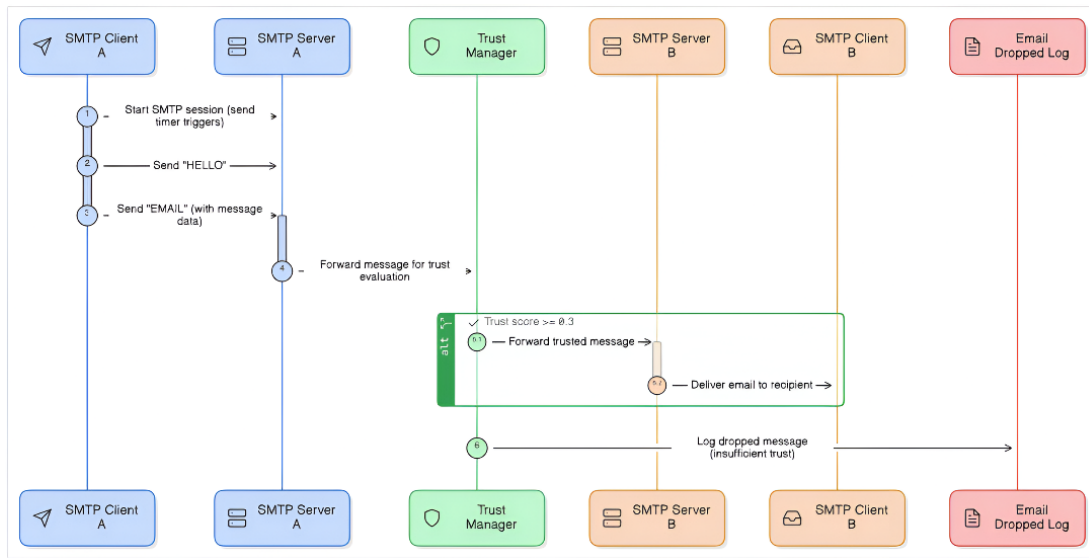 SMTP Client
A
SMTP Server
A
Trust
Manager
SMTP Server
B
SMTP Client
B
Email
Dropped Log
1
Start SMTP session (send
timer triggers)
2
Send "HELLO"
3
Send "EMAIL" (with message
data)
4
Forward message for trust
evaluation
alt
Trust score >= 0.3
5.1
Forward trusted message
5.2
Deliver email to recipient
6
Log dropped message
(insufficient trust)
SMTP Client
A
SMTP Server
A
Trust
Manager
SMTP Server
B
SMTP Client
B
Email
Dropped Log